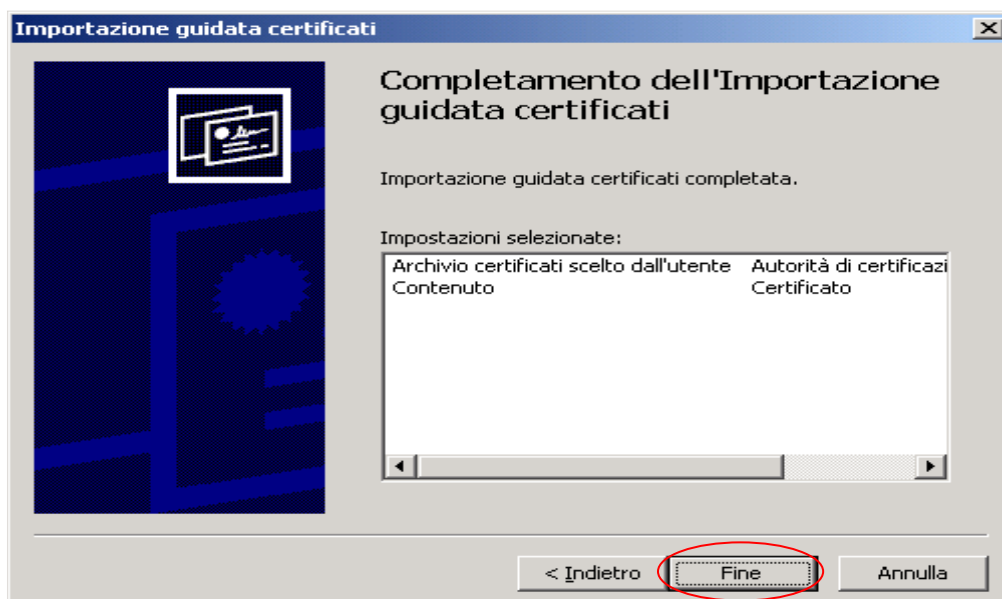 Importazione guidata certificati
Completamento dell'Importazione
guidata certificati
Importazione guidata certificati completata.
Impostazioni selezionate:
Archivio certificati scelto dall'utente Autorità di certificazi
Contenuto Certificato
< Indietro Fine Annulla